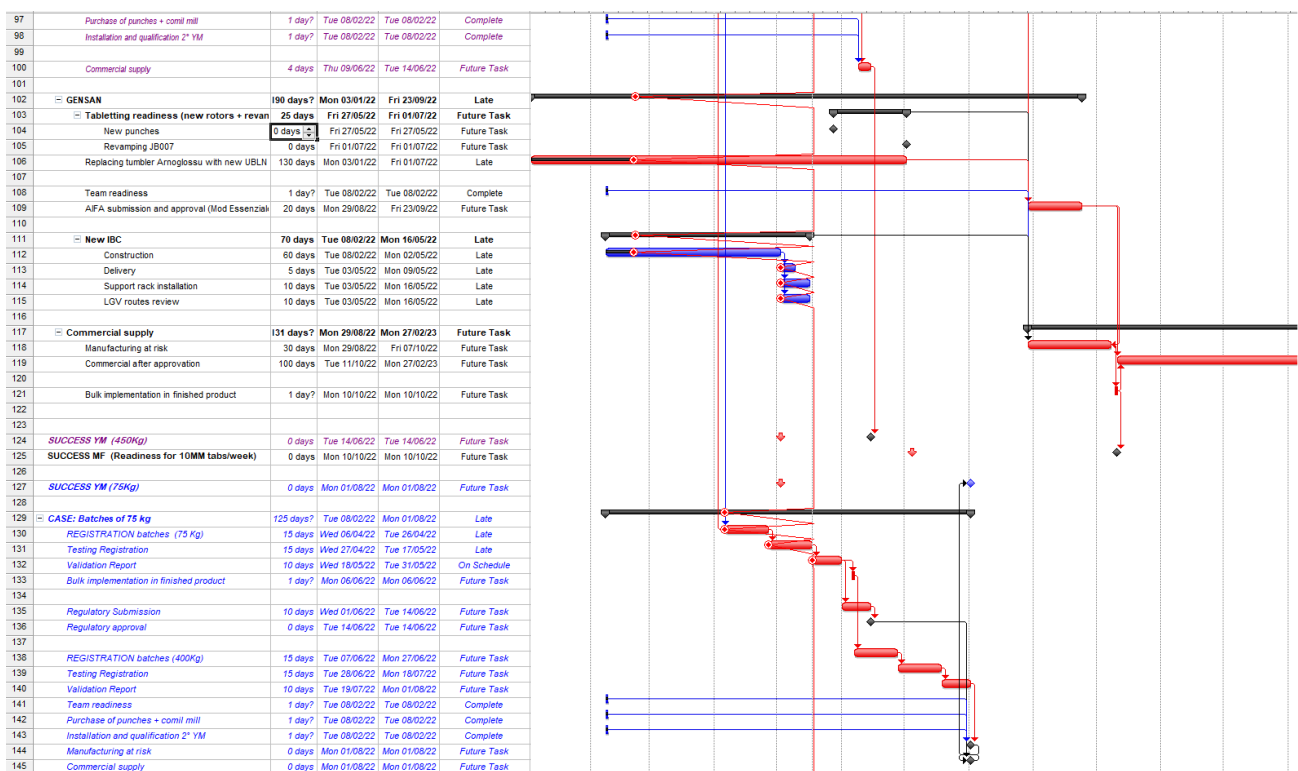 97 Purchase of punches + comil mill 1 day? Tue 08/02/22 Tue 08/02/22 Complete
98 Installation and qualification 2° YM 1 day? Tue 08/02/22 Tue 08/02/22 Complete
99
100 Commercial supply 4 days Thu 09/06/22 Tue 14/06/22 Future Task
101
102 GENSAN 190 days? Mon 03/01/22 Fri 23/09/22 Late
103 Tabletting readiness (new rotors + revan 25 days Fri 27/05/22 Fri 01/07/22 Future Task
104 New punches 0 days Fri 27/05/22 Fri 27/05/22 Future Task
105 Revamping JB007 0 days Fri 01/07/22 Fri 01/07/22 Future Task
106 Replacing tumbler Arnoglossu with new UBLN 130 days Mon 03/01/22 Fri 01/07/22 Late
107
108 Team readiness 1 day? Tue 08/02/22 Tue 08/02/22 Complete
109 AIFA submission and approval (Mod Essenzial 20 days Mon 29/08/22 Fri 23/09/22 Future Task
110
111 New IBC 70 days Tue 08/02/22 Mon 16/05/22 Late
112 Construction 60 days Tue 08/02/22 Mon 02/05/22 Late
113 Delivery 5 days Tue 03/05/22 Mon 09/05/22 Late
114 Support rack installation 10 days Tue 03/05/22 Mon 16/05/22 Late
115 LGV routes review 10 days Tue 03/05/22 Mon 16/05/22 Late
116
117 Commercial supply 131 days? Mon 29/08/22 Mon 27/02/23 Future Task
118 Manufacturing at risk 30 days Mon 29/08/22 Fri 07/10/22 Future Task
119 Commercial after approvation 100 days Tue 11/10/22 Mon 27/02/23 Future Task
120
121 Bulk implementation in finished product 1 day? Mon 10/10/22 Mon 10/10/22 Future Task
122
123
124 SUCCESS YM (450Kg) 0 days Tue 14/06/22 Tue 14/06/22 Future Task
125 SUCCESS MF (Readiness for 10MM tabs/week) 0 days Mon 10/10/22 Mon 10/10/22 Future Task
126
127 SUCCESS YM (75Kg) 0 days Mon 01/08/22 Mon 01/08/22 Future Task
128
129 CASE: Batches of 75 kg 125 days? Tue 08/02/22 Mon 01/08/22 Late
130 REGISTRATION batches (75 Kg) 15 days Wed 06/04/22 Tue 26/04/22 Late
131 Testing Registration 15 days Wed 27/04/22 Tue 17/05/22 Late
132 Validation Report 10 days Wed 18/05/22 Tue 31/05/22 On Schedule
133 Bulk implementation in finished product 1 day? Mon 06/06/22 Mon 06/06/22 Future Task
134
135 Regulatory Submission 10 days Wed 01/06/22 Tue 14/06/22 Future Task
136 Regulatory approval 0 days Tue 14/06/22 Tue 14/06/22 Future Task
137
138 REGISTRATION batches (400Kg) 15 days Tue 07/06/22 Mon 27/06/22 Future Task
139 Testing Registration 15 days Tue 28/06/22 Mon 18/07/22 Future Task
140 Validation Report 10 days Tue 19/07/22 Mon 01/08/22 Future Task
141 Team readiness 1 day? Tue 08/02/22 Tue 08/02/22 Complete
142 Purchase of punches + comil mill 1 day? Tue 08/02/22 Tue 08/02/22 Complete
143 Installation and qualification 2° YM 1 day? Tue 08/02/22 Tue 08/02/22 Complete
144 Manufacturing at risk 0 days Mon 01/08/22 Mon 01/08/22 Future Task
145 Commercial supply 0 days Mon 01/08/22 Mon 01/08/22 Future Task